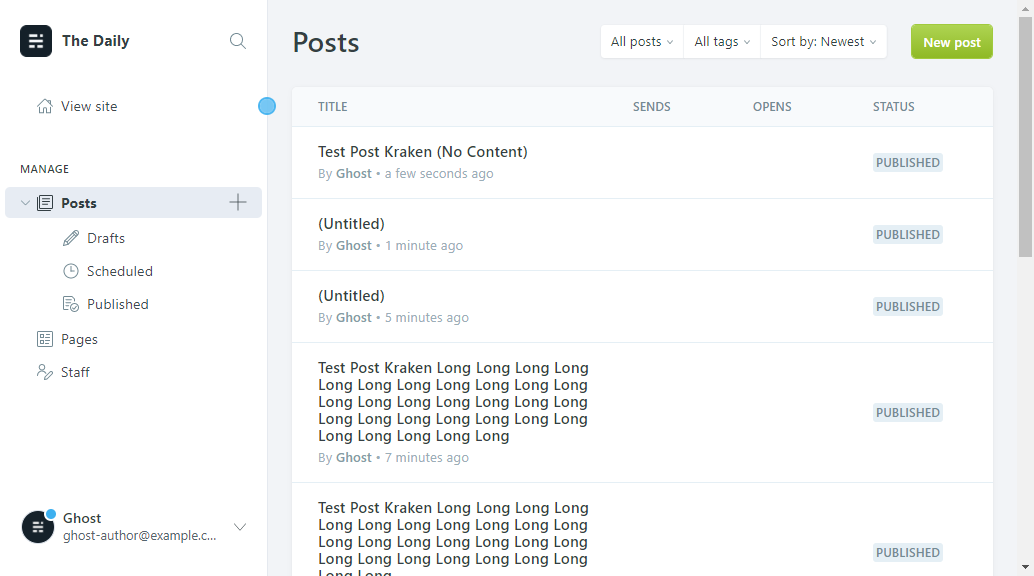 The Daily
View site
MANAGE
Posts
Drafts
Scheduled
Published
Pages
Staff
Ghost
ghost-author@example.c...
Posts
All posts
All tags
Sort by: Newest
New post
TITLE SENDS OPENS STATUS
Test Post Kraken (No Content)
By Ghost • a few seconds ago
PUBLISHED
(Untitled)
By Ghost • 1 minute ago
PUBLISHED
(Untitled)
By Ghost • 5 minutes ago
PUBLISHED
Test Post Kraken Long Long Long Long
Long Long Long Long Long Long Long
Long Long Long Long Long Long Long
Long Long Long Long Long Long Long
Long Long Long Long Long
By Ghost • 7 minutes ago
PUBLISHED
Test Post Kraken Long Long Long Long
Long Long Long Long Long Long Long
Long Long Long Long Long Long Long
Long Long Long Long Long Long Long
Long Long
PUBLISHED